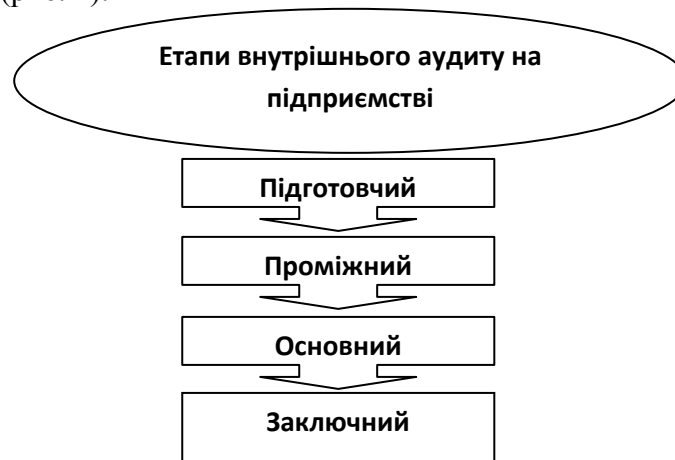 Етапи внутрішнього аудиту на
підприємстві
Підготовчий
Проміжний
Основний
Заключний